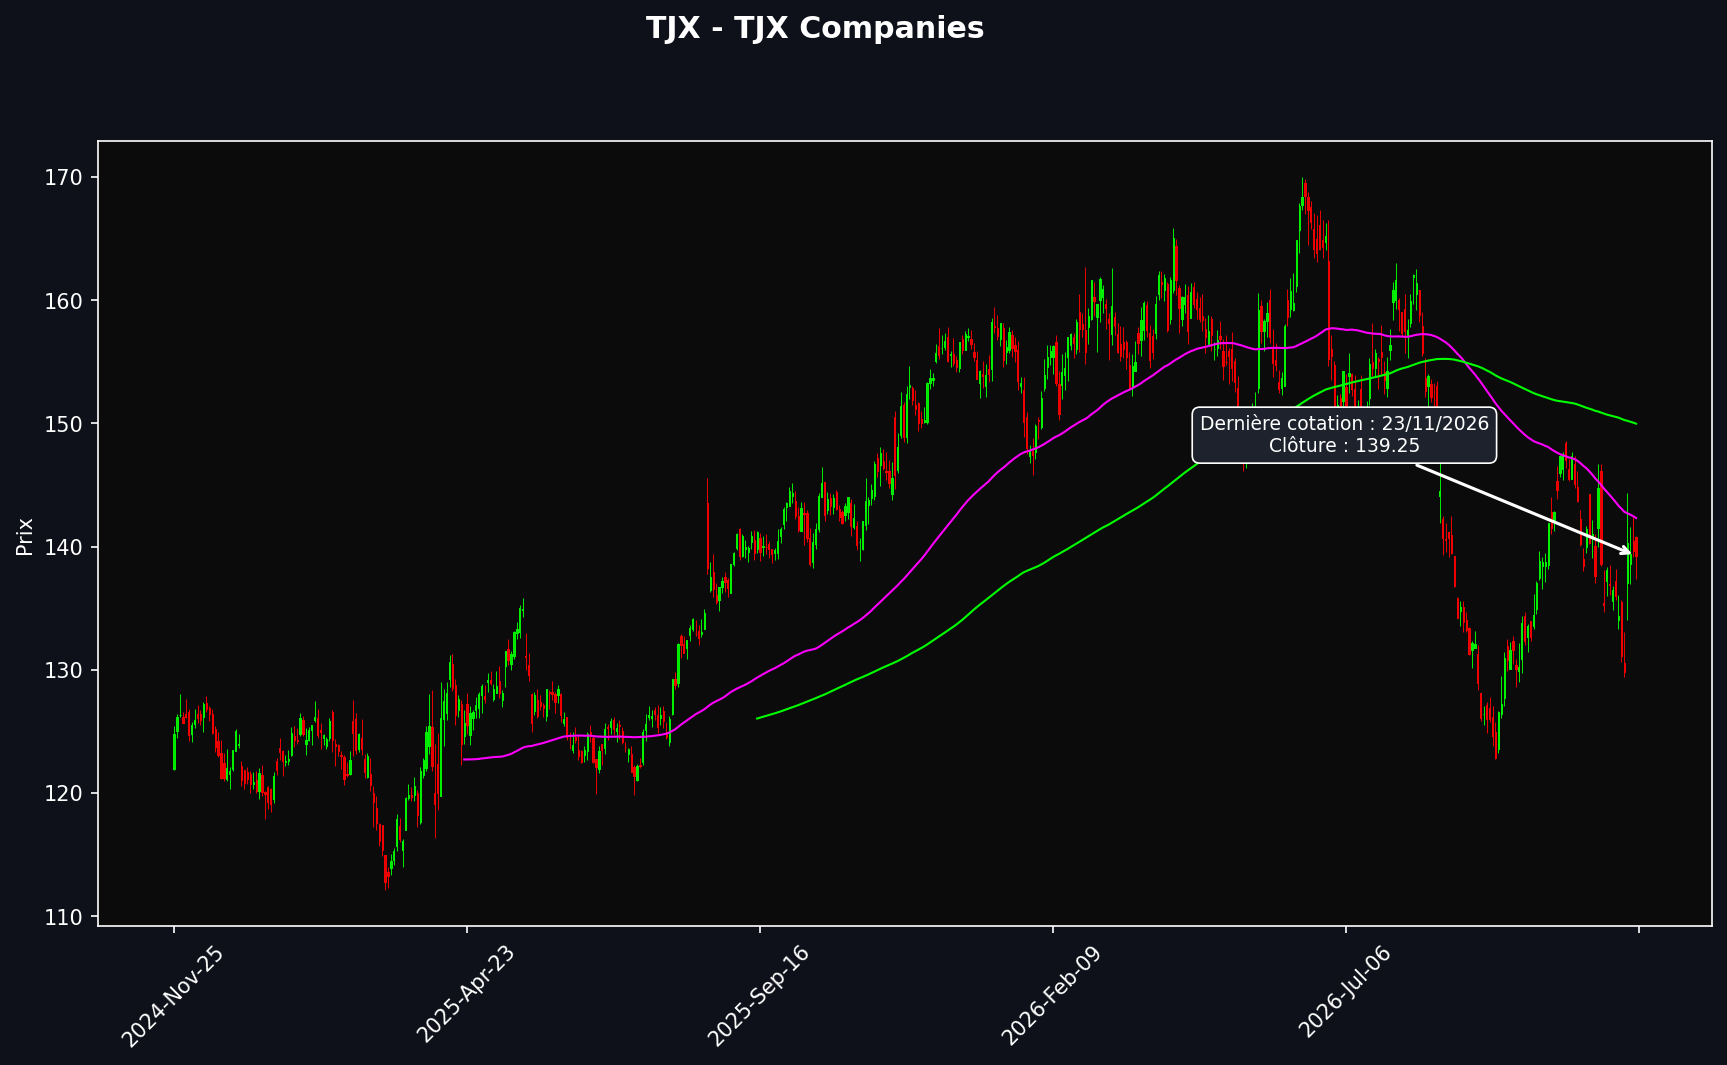 TJX - TJX Companies
Prix
170
160
150
140
130
120
110
Dernière cotation : 23/11/2026
Clôture : 139.25
2024-Nov-25
2025-Apr-23
2025-Sep-16
2026-Feb-09
2026-Jul-06